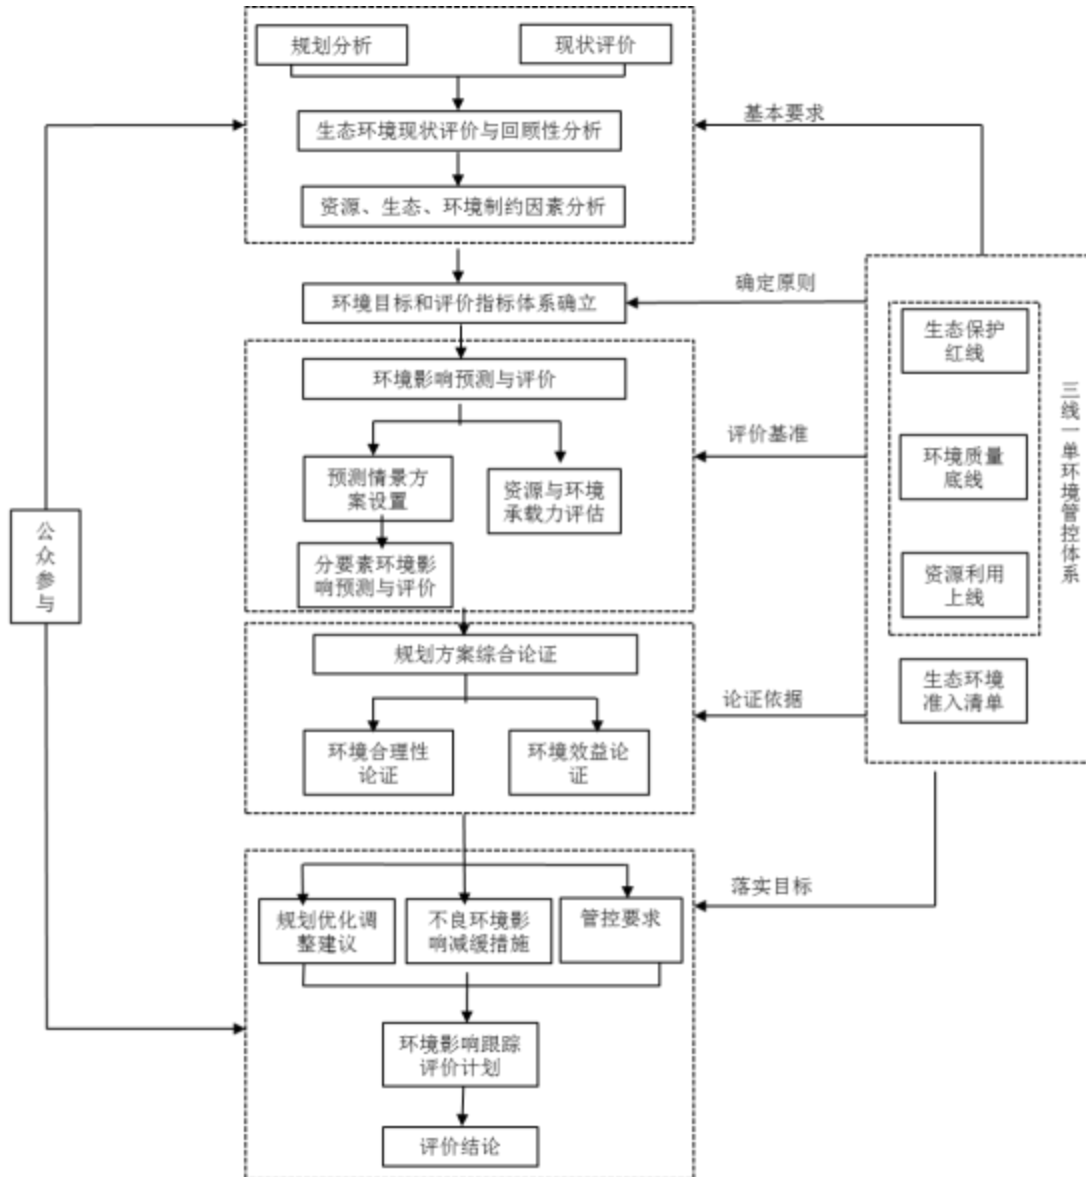 规划分析
现状评价
生态环境现状评价与回顾性分析
基本要求
资源、生态、环境制约因素分析
环境目标和评价指标体系确立
确定原则
环境影响预测与评价
评价基准
预测情景方
案设置
资源与环境
承载力评估
分要素环境影
响预测与评价
规划方案综合论证
论证依据
环境合理性
论证
环境效益论
证
落实目标
规划优化调
整建议
不良环境影
响减缓措施
管控要求
环境影响跟踪
评价计划
评价结论
公众参与
生态保护
红线
环境质量
底线
资源利用
上线
生态环境
准入清单
三线一单环境管控体系